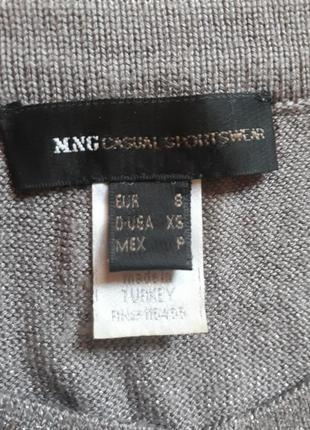 MNG CASUAL SPORTSWEAR
EUR S
D-USA XS
MEX P
made in
TURKEY